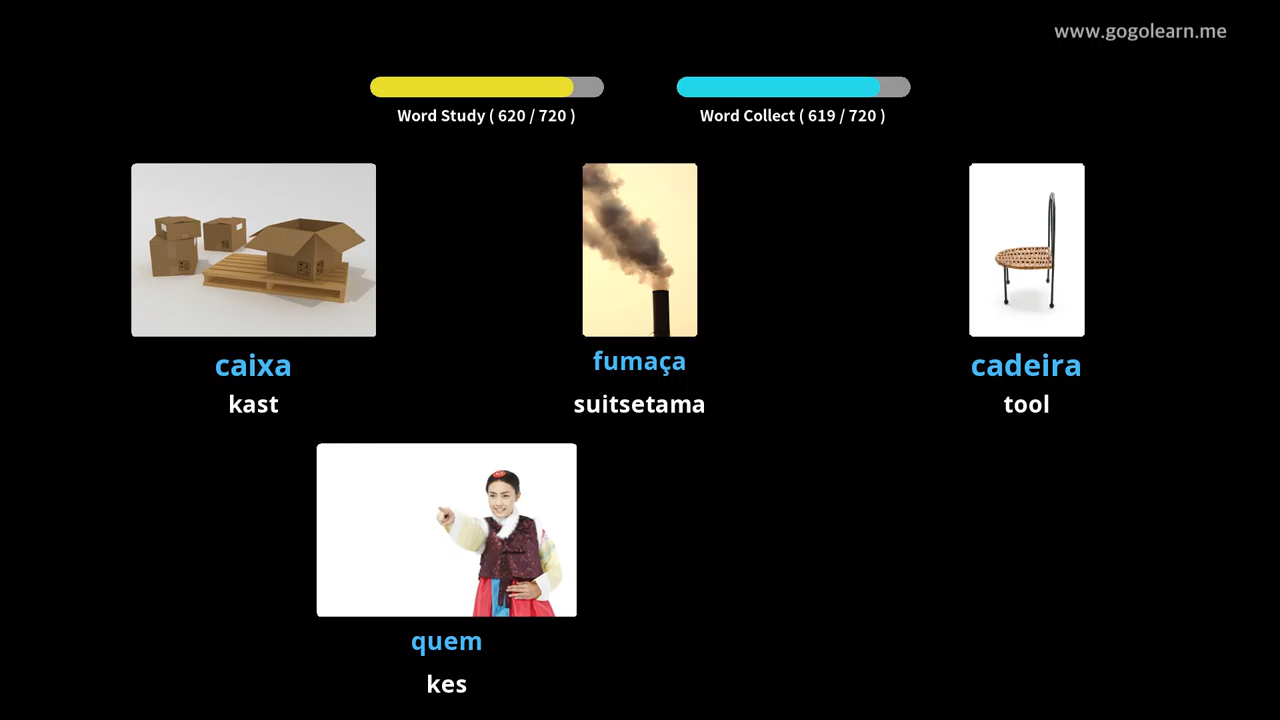 www.gogolearn.me
Word Study ( 620 / 720 )
Word Collect ( 619 / 720 )
caixa
kast
fumaça
suitsetama
cadeira
tool
quem
kes